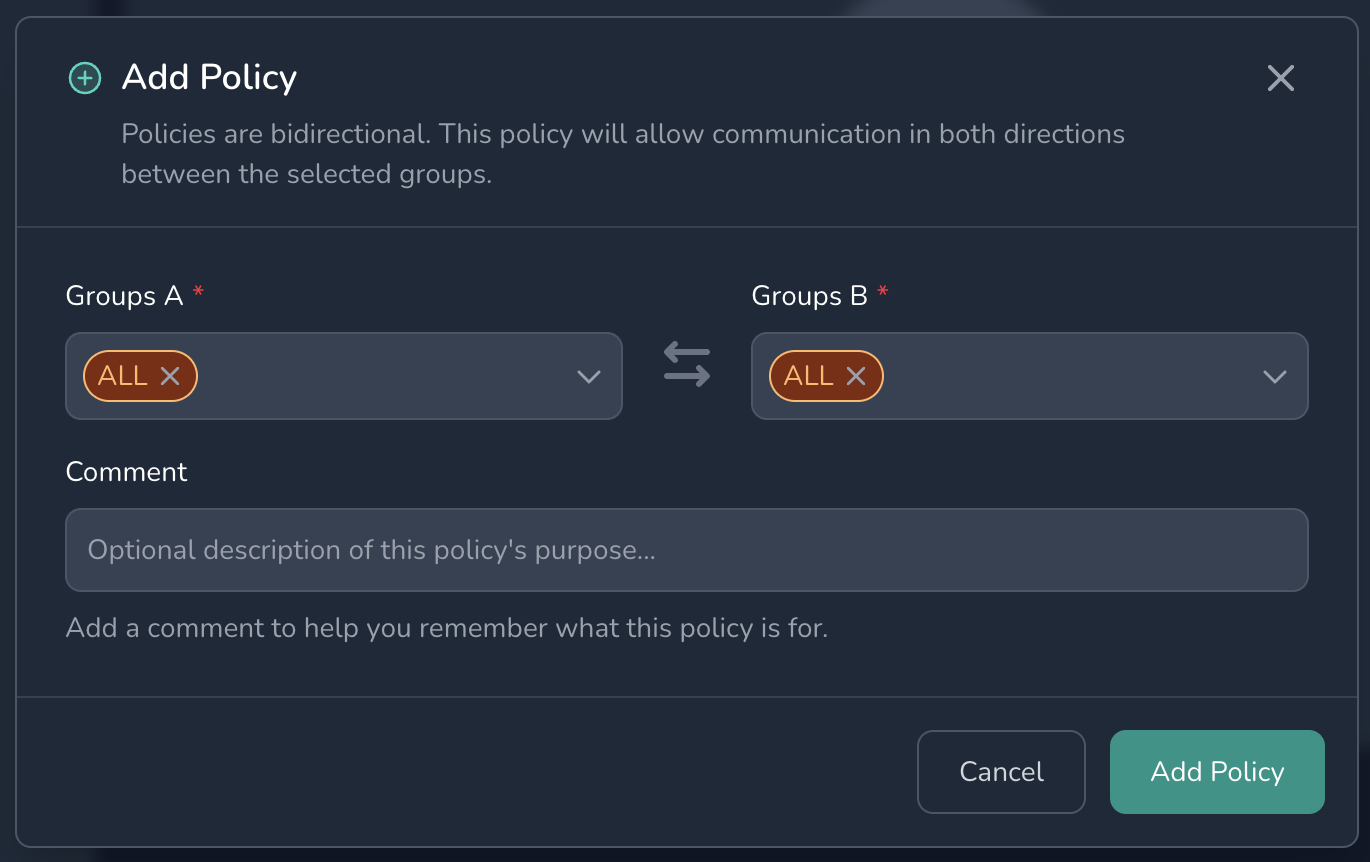 Add Policy
Policies are bidirectional. This policy will allow communication in both directions
between the selected groups.
Groups A *
Groups B *
ALL
ALL
Comment
Optional description of this policy's purpose...
Add a comment to help you remember what this policy is for.
Cancel
Add Policy